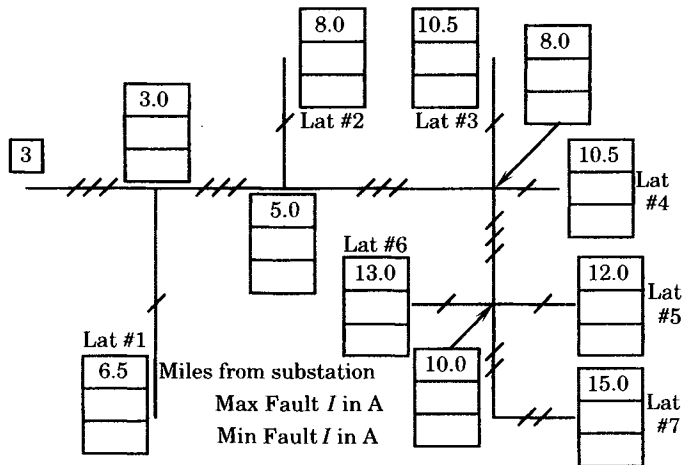 8.0
10.5
8.0
3.0
Lat #2
Lat #3
3
10.5
Lat
#4
5.0
Lat #6
13.0
12.0
Lat
#5
Lat #1
6.5
Miles from substation
10.0
Max Fault I in A
Min Fault I in A
15.0
Lat
#7